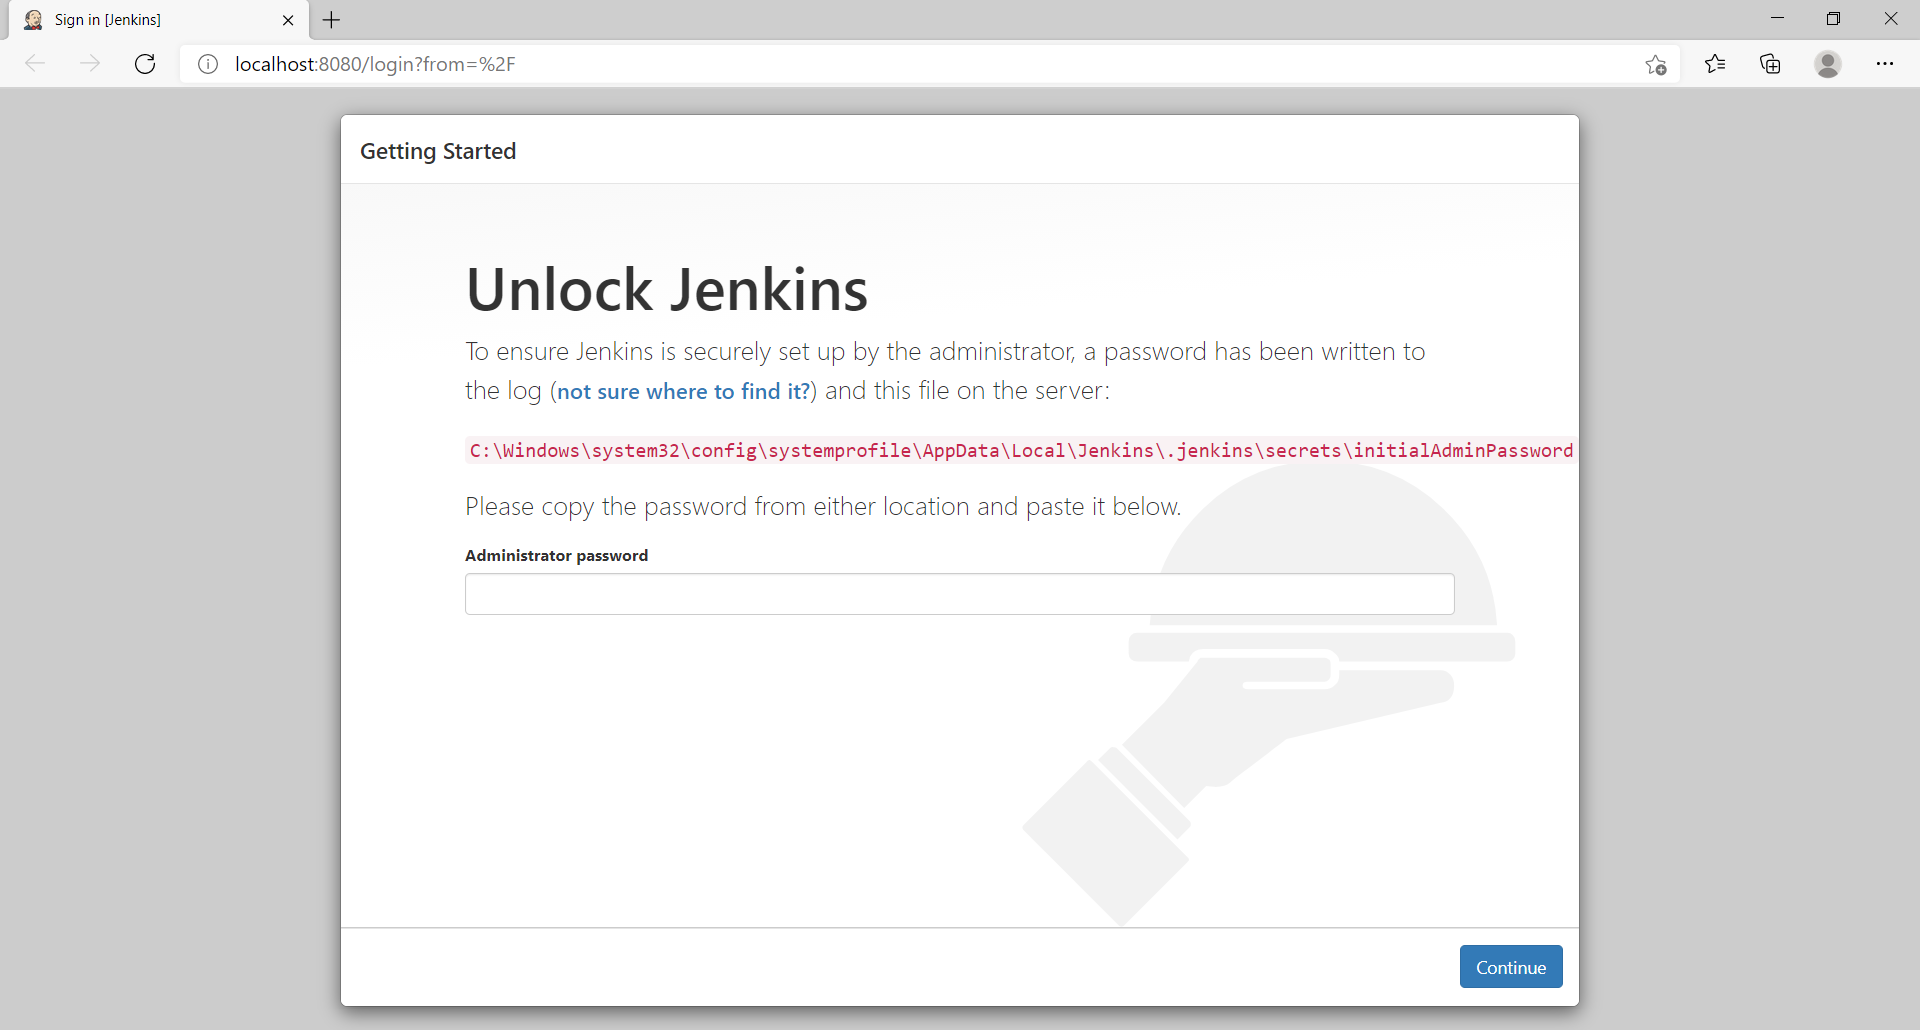 Sign in [Jenkins]
localhost:8080/login?from=%2F
Getting Started
Unlock Jenkins
To ensure Jenkins is securely set up by the administrator, a password has been written to
the log (not sure where to find it?) and this file on the server:
C:\Windows\system32\config\systemprofile\AppData\Local\Jenkins\.jenkins\secrets\initialAdminPassword
Please copy the password from either location and paste it below.
Administrator password
Continue